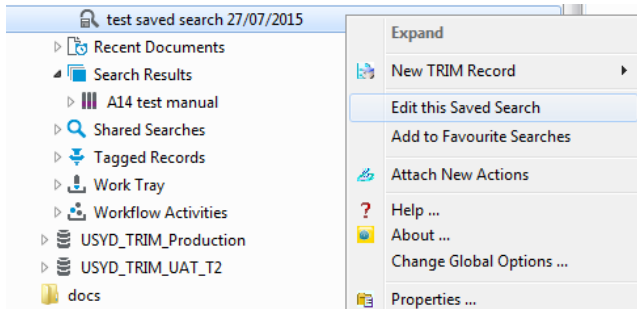 test saved search 27/07/2015
Recent Documents
Search Results
A14 test manual
Shared Searches
Tagged Records
Work Tray
Workflow Activities
USYD_TRIM_Production
USYD_TRIM_UAT_T2
docs
Expand
New TRIM Record
Edit this Saved Search
Add to Favourite Searches
Attach New Actions
Help ...
About ...
Change Global Options ...
Properties ...